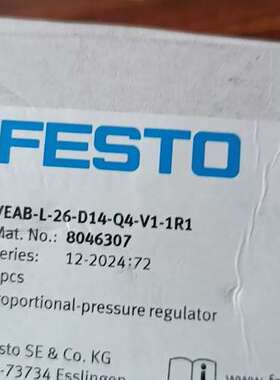 FESTO
VEAB-L-26-D14-Q4-V1-1R1
Mat. No.: 8046307
eries: 12-2024:72
pcs
oportional-pressure regulator
sto SE & Co. KG
-73734 Esslingen